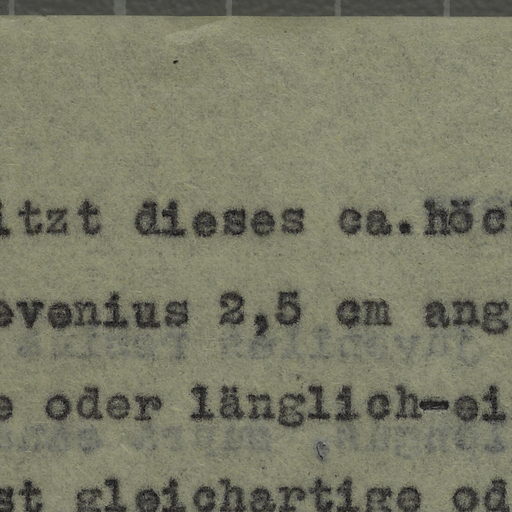 itzt dieses ca.höc
evenius 2,5 cm ang
e oder länglich-ei
st gleichartige od